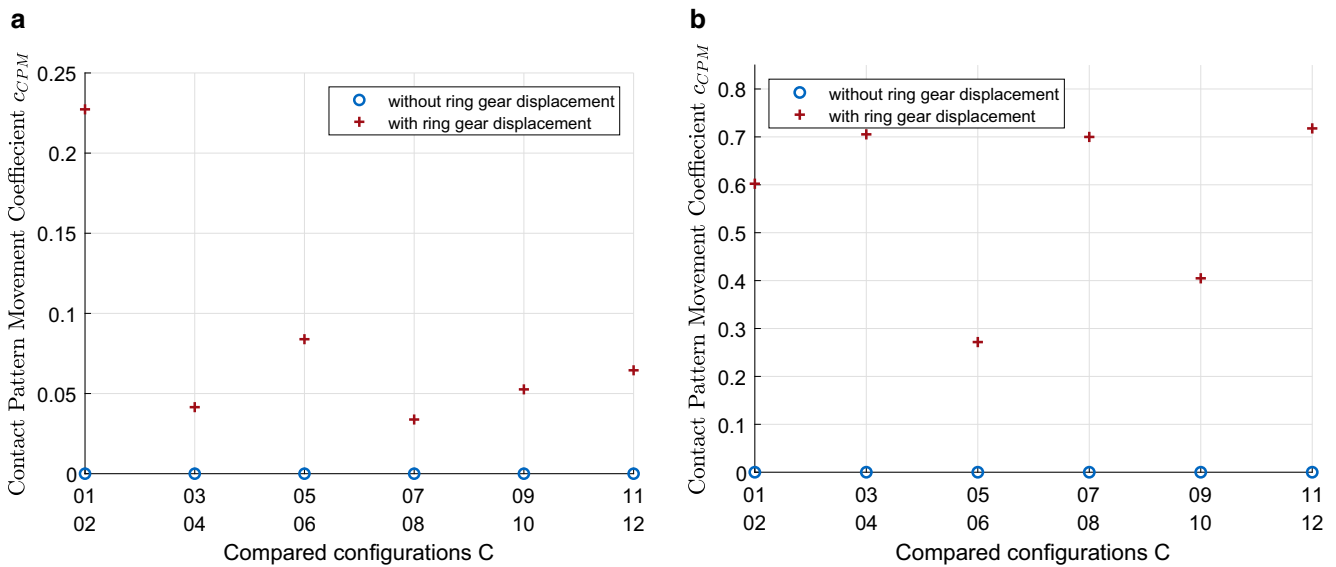 a
Contact Pattern Movement Coeffiecient c_CPM
0.25
0.2
0.15
0.1
0.05
0
without ring gear displacement
with ring gear displacement
01 03 05 07 09 11
02 04 06 08 10 12
Compared configurations C
b
Contact Pattern Movement Coeffiecient c_CPM
0.8
0.7
0.6
0.5
0.4
0.3
0.2
0.1
0
without ring gear displacement
with ring gear displacement
01 03 05 07 09 11
02 04 06 08 10 12
Compared configurations C